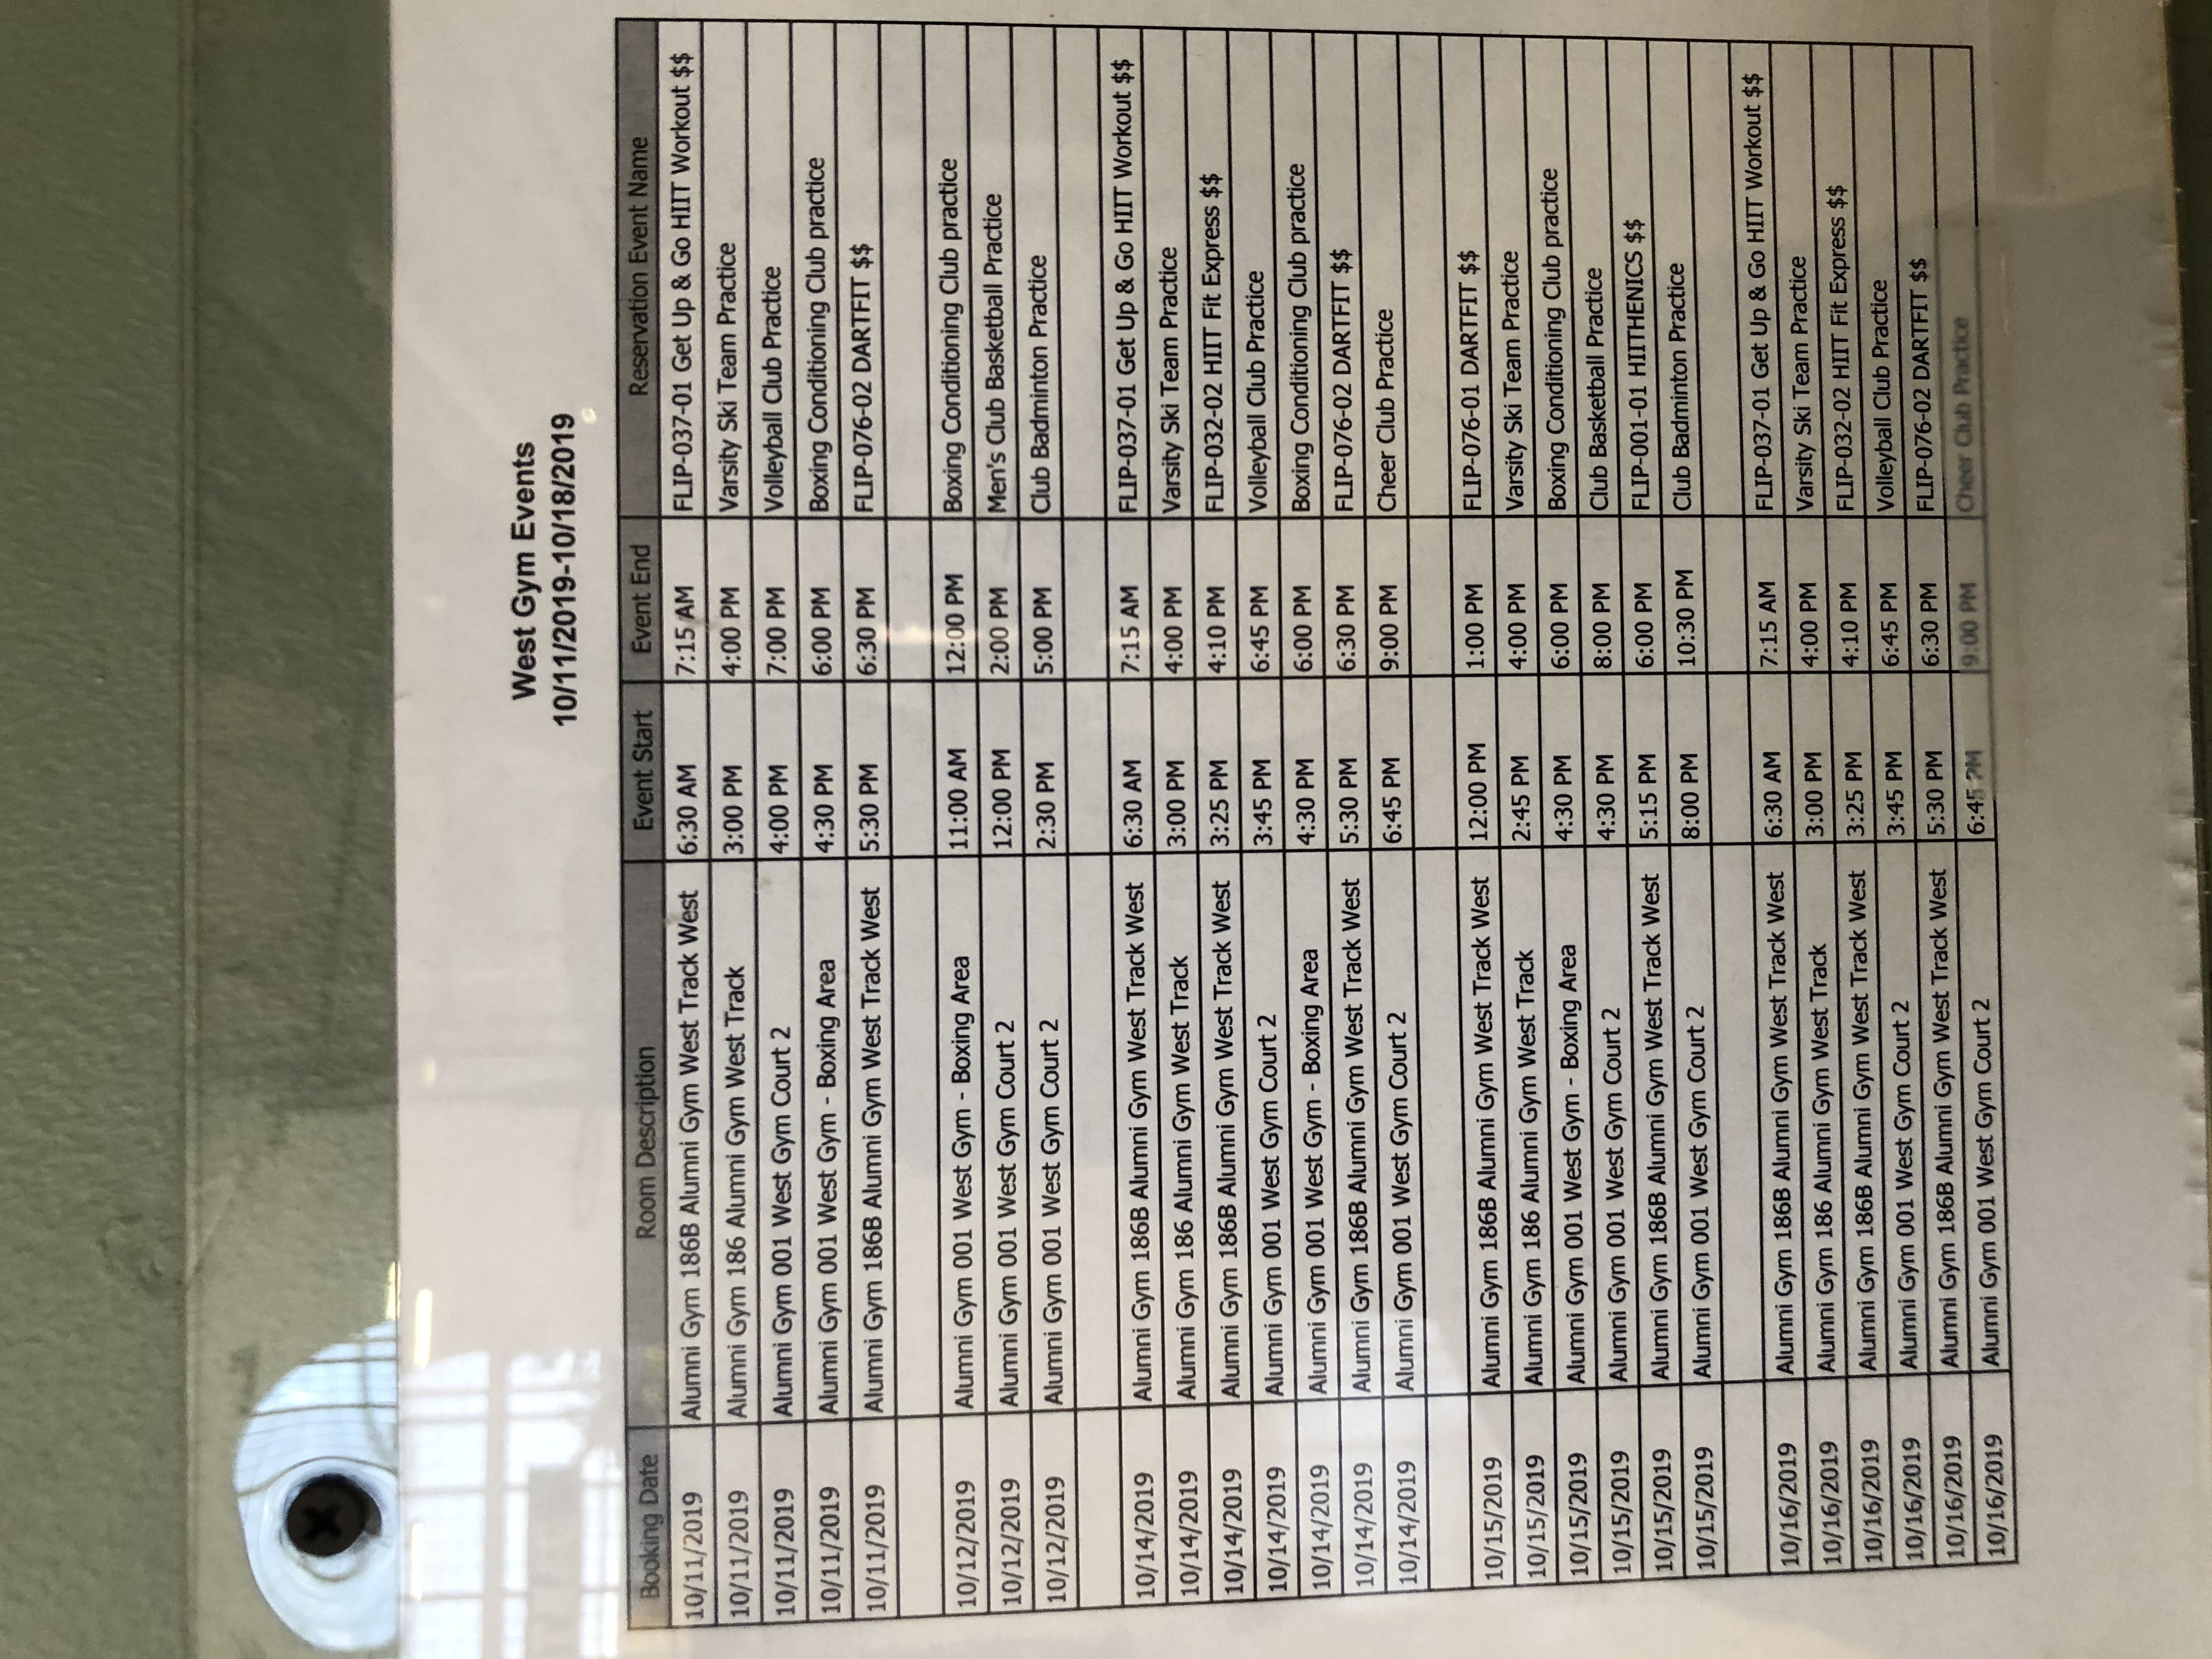 West Gym Events
10/11/2019-10/18/2019
Booking Date Room Description Event Start Event End Reservation Event Name
10/11/2019 Alumni Gym 186B Alumni Gym West Track West 6:30 AM 7:15 AM FLIP-037-01 Get Up & Go HIIT Workout $$
10/11/2019 Alumni Gym 186 Alumni Gym West Track 3:00 PM 4:00 PM Varsity Ski Team Practice
10/11/2019 Alumni Gym 001 West Gym Court 2 4:00 PM 7:00 PM Volleyball Club Practice
10/11/2019 Alumni Gym 001 West Gym - Boxing Area 4:30 PM 6:00 PM Boxing Conditioning Club practice
10/11/2019 Alumni Gym 186B Alumni Gym West Track West 5:30 PM 6:30 PM FLIP-076-02 DARTFIT $$
10/12/2019 Alumni Gym 001 West Gym - Boxing Area 11:00 AM 12:00 PM Boxing Conditioning Club practice
10/12/2019 Alumni Gym 001 West Gym Court 2 12:00 PM 2:00 PM Men's Club Basketball Practice
10/12/2019 Alumni Gym 001 West Gym Court 2 2:30 PM 5:00 PM Club Badminton Practice
10/14/2019 Alumni Gym 186B Alumni Gym West Track West 6:30 AM 7:15 AM FLIP-037-01 Get Up & Go HIIT Workout $$
10/14/2019 Alumni Gym 186 Alumni Gym West Track 3:00 PM 4:00 PM Varsity Ski Team Practice
10/14/2019 Alumni Gym 186B Alumni Gym West Track West 3:25 PM 4:10 PM FLIP-032-02 HIIT Fit Express $$
10/14/2019 Alumni Gym 001 West Gym Court 2 3:45 PM 6:45 PM Volleyball Club Practice
10/14/2019 Alumni Gym 001 West Gym - Boxing Area 4:30 PM 6:00 PM Boxing Conditioning Club practice
10/14/2019 Alumni Gym 186B Alumni Gym West Track West 5:30 PM 6:30 PM FLIP-076-02 DARTFIT $$
10/14/2019 Alumni Gym 001 West Gym Court 2 6:45 PM 9:00 PM Cheer Club Practice
10/15/2019 Alumni Gym 186B Alumni Gym West Track West 12:00 PM 1:00 PM FLIP-076-01 DARTFIT $$
10/15/2019 Alumni Gym 186 Alumni Gym West Track 2:45 PM 4:00 PM Varsity Ski Team Practice
10/15/2019 Alumni Gym 001 West Gym - Boxing Area 4:30 PM 6:00 PM Boxing Conditioning Club practice
10/15/2019 Alumni Gym 001 West Gym Court 2 4:30 PM 8:00 PM Club Basketball Practice
10/15/2019 Alumni Gym 186B Alumni Gym West Track West 5:15 PM 6:00 PM FLIP-001-01 HIITHENICS $$
10/15/2019 Alumni Gym 001 West Gym Court 2 8:00 PM 10:30 PM Club Badminton Practice
10/16/2019 Alumni Gym 186B Alumni Gym West Track West 6:30 AM 7:15 AM FLIP-037-01 Get Up & Go HIIT Workout $$
10/16/2019 Alumni Gym 186 Alumni Gym West Track 3:00 PM 4:00 PM Varsity Ski Team Practice
10/16/2019 Alumni Gym 186B Alumni Gym West Track West 3:25 PM 4:10 PM FLIP-032-02 HIIT Fit Express $$
10/16/2019 Alumni Gym 001 West Gym Court 2 3:45 PM 6:45 PM Volleyball Club Practice
10/16/2019 Alumni Gym 186B Alumni Gym West Track West 5:30 PM 6:30 PM FLIP-076-02 DARTFIT $$
10/16/2019 Alumni Gym 001 West Gym Court 2 6:45 PM 9:00 PM Cheer Club Practice